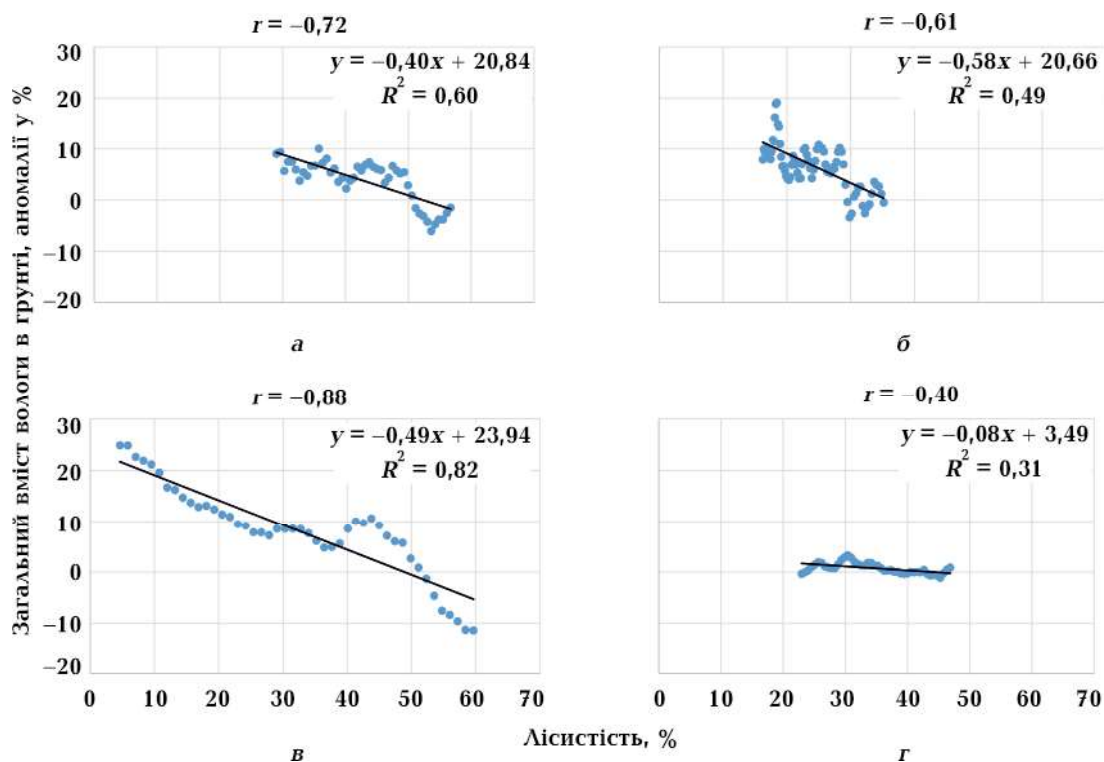 r = −0,72
r = −0,61
Загальний вміст вологи в грунті, аномалії у %
30
20
10
0
−10
−20
y = −0,40x + 20,84
R² = 0,60
y = −0,58x + 20,66
R² = 0,49
а
б
r = −0,88
r = −0,40
30
20
10
0
−10
−20
y = −0,49x + 23,94
R² = 0,82
y = −0,08x + 3,49
R² = 0,31
0 10 20 30 40 50 60 70
0 10 20 30 40 50 60 70
Лісистість, %
в
г